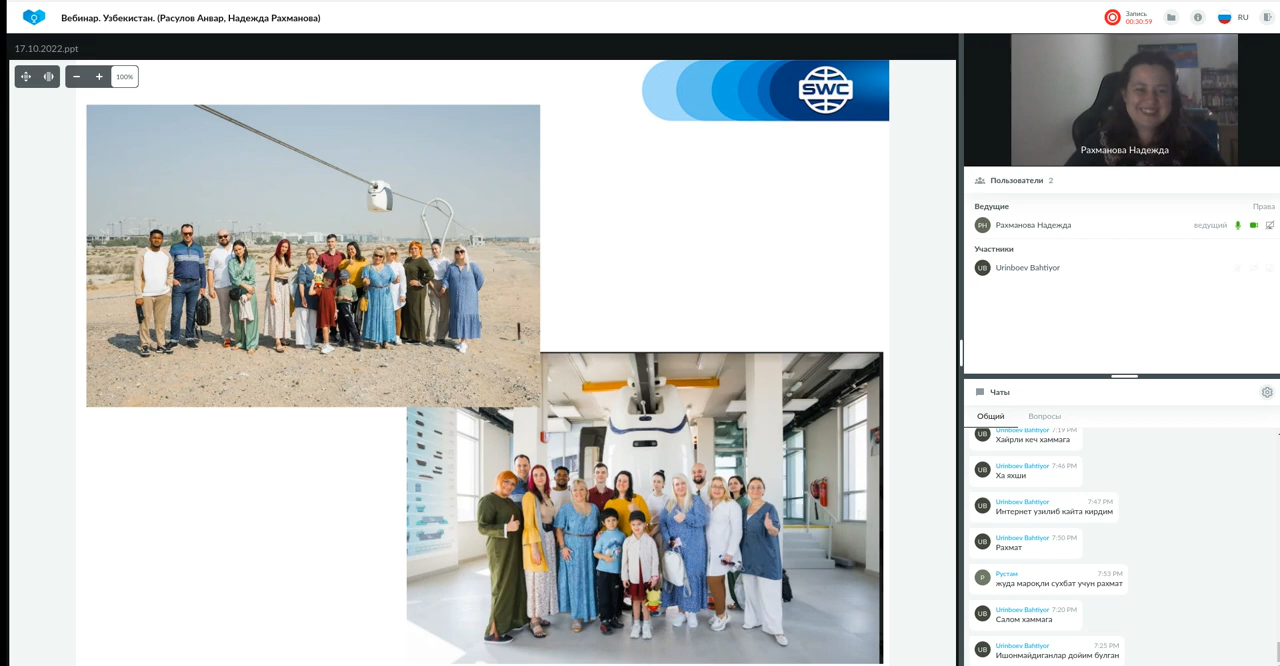 Вебинар. Узбекистан. (Расулов Анвар, Надежда Рахманова)
Запись
00:30:59
RU
17.10.2022.ppt
100%
SWC
Рахманова Надежда
Пользователи 2
Ведущие Права
РН Рахманова Надежда ведущий
Участники
UB Urinboev Bahtiyor
Чаты
Общий Вопросы
UB Urinboev Bahtiyor 7:19 PM
Хайрли кеч хаммага
UB Urinboev Bahtiyor 7:46 PM
Ха яхши
UB Urinboev Bahtiyor 7:47 PM
Интернет узилиб кайта кирдим
UB Urinboev Bahtiyor 7:50 PM
Рахмат
Р Рустам 7:53 PM
жуда мароқли сухбат учун рахмат
UB Urinboev Bahtiyor 7:20 PM
Салом хаммага
UB Urinboev Bahtiyor 7:25 PM
Ишонмайдиганлар дойим булган